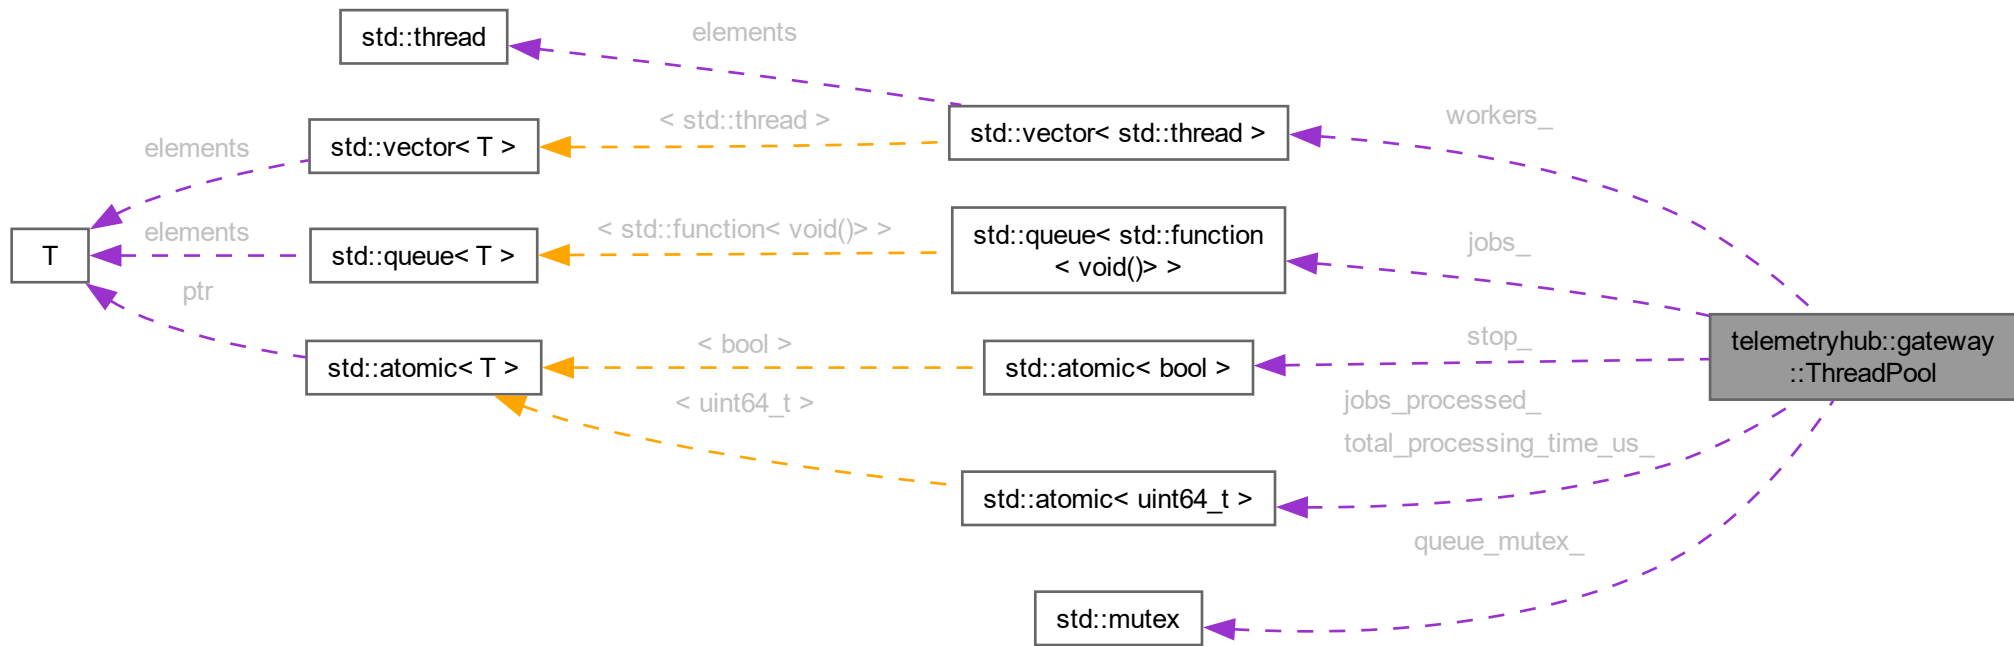 std::thread
elements
workers_
< std::thread >
std::vector< std::thread >
std::vector< T >
elements
T
elements
std::queue< T >
< std::function< void()> >
std::queue< std::function
< void()> >
jobs_
ptr
std::atomic< T >
< bool >
std::atomic< bool >
stop_
telemetryhub::gateway
::ThreadPool
< uint64_t >
jobs_processed_
total_processing_time_us_
std::atomic< uint64_t >
queue_mutex_
std::mutex